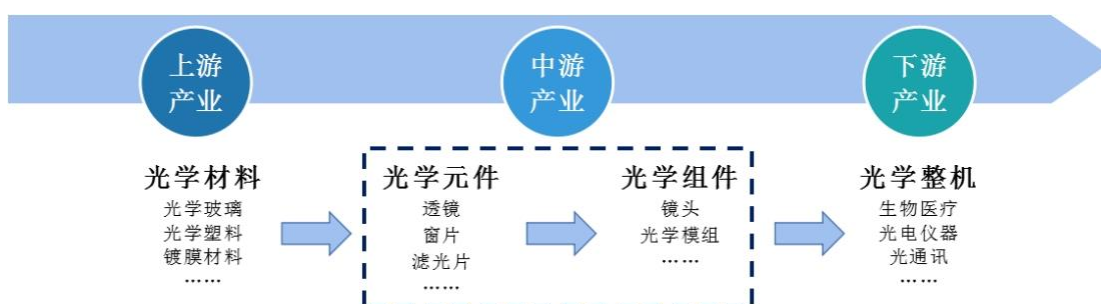 上游
产业
中游
产业
下游
产业
光学材料
光学玻璃
光学塑料
镀膜材料
……
光学元件
透镜
窗片
滤光片
……
光学组件
镜头
光学模组
……
光学整机
生物医疗
光电仪器
光通讯
……